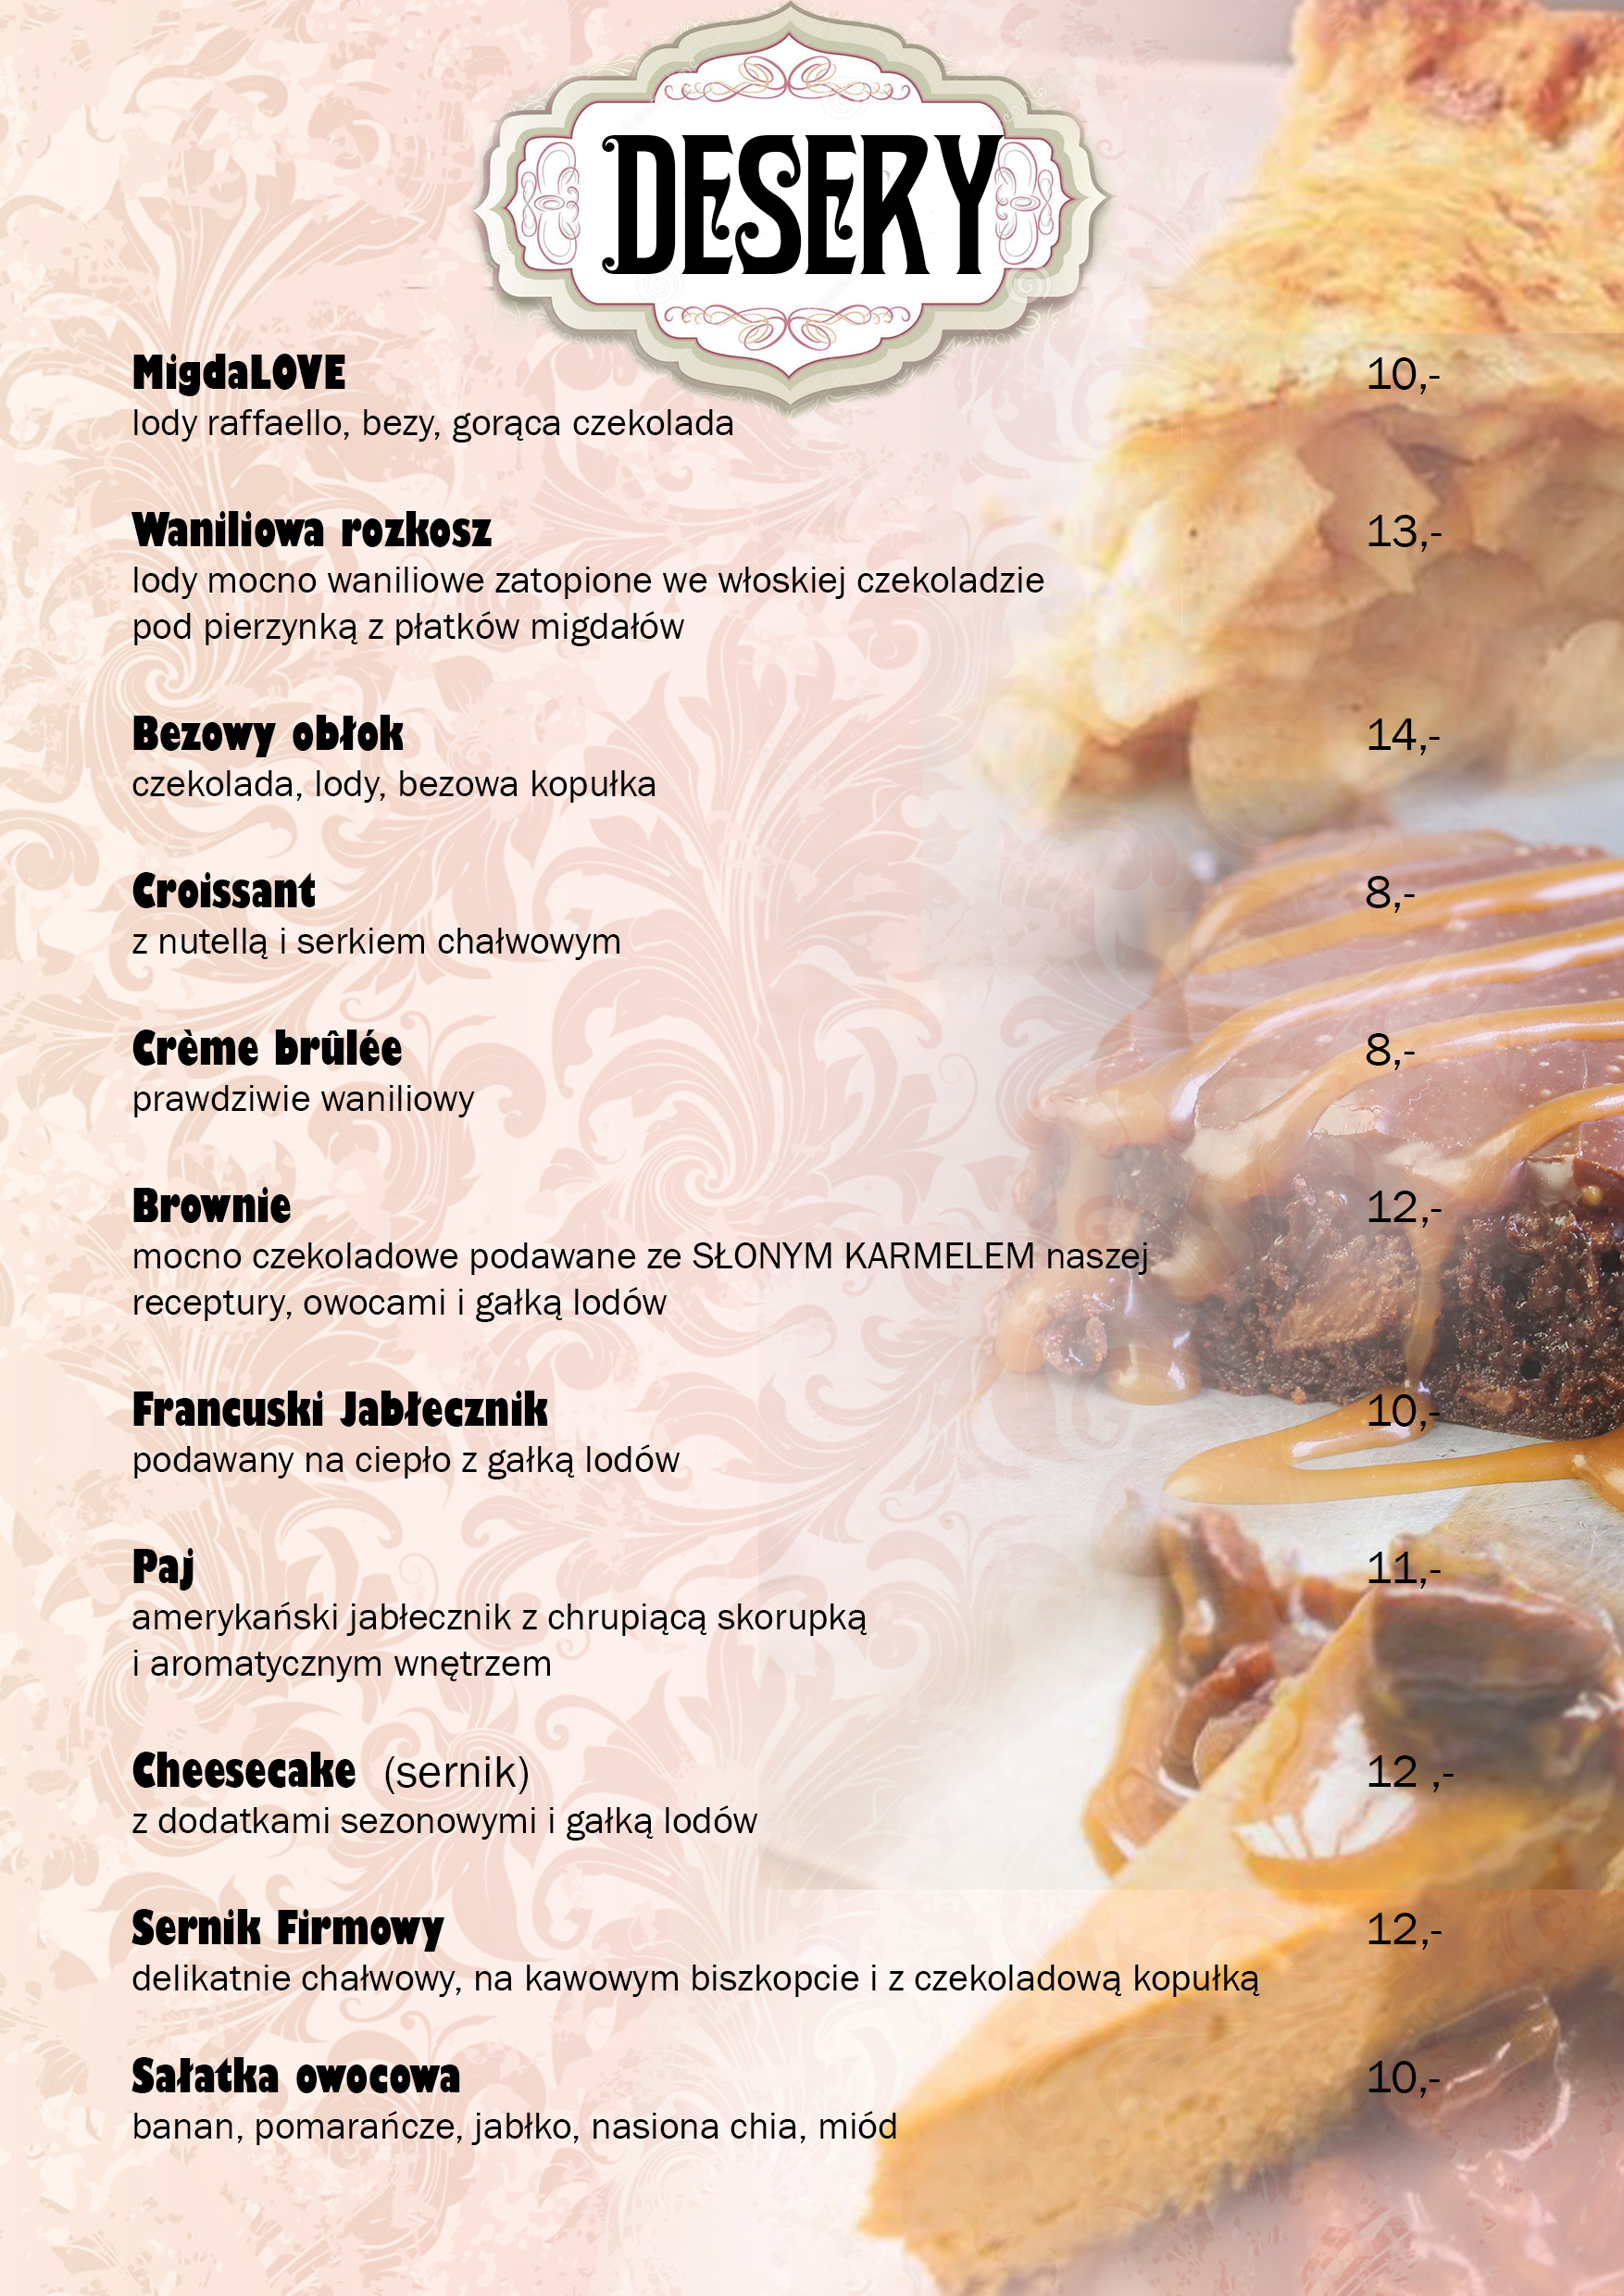 DESERY
MigdaLOVE 10,-
lody raffaello, bezy, gorąca czekolada
Waniliowa rozkosz 13,-
lody mocno waniliowe zatopione we włoskiej czekoladzie
pod pierzynką z płatków migdałów
Bezowy obłok 14,-
czekolada, lody, bezowa kopułka
Croissant 8,-
z nutellą i serkiem chałwowym
Crème brûlée 8,-
prawdziwie waniliowy
Brownie 12,-
mocno czekoladowe podawane ze SŁONYM KARMELEM naszej
receptury, owocami i gałką lodów
Francuski Jabłecznik 10,-
podawany na ciepło z gałką lodów
Paj 11,-
amerykański jabłecznik z chrupiącą skorupką
i aromatycznym wnętrzem
Cheesecake (sernik) 12 ,-
z dodatkami sezonowymi i gałką lodów
Sernik Firmowy 12,-
delikatnie chałwowy, na kawowym biszkopcie i z czekoladową kopułką
Sałatka owocowa 10,-
banan, pomarańcze, jabłko, nasiona chia, miód